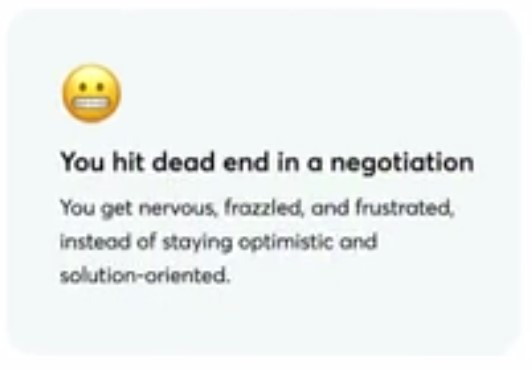 You hit dead end in a negotiation
You get nervous, frazzled, and frustrated,
instead of staying optimistic and
solution-oriented.